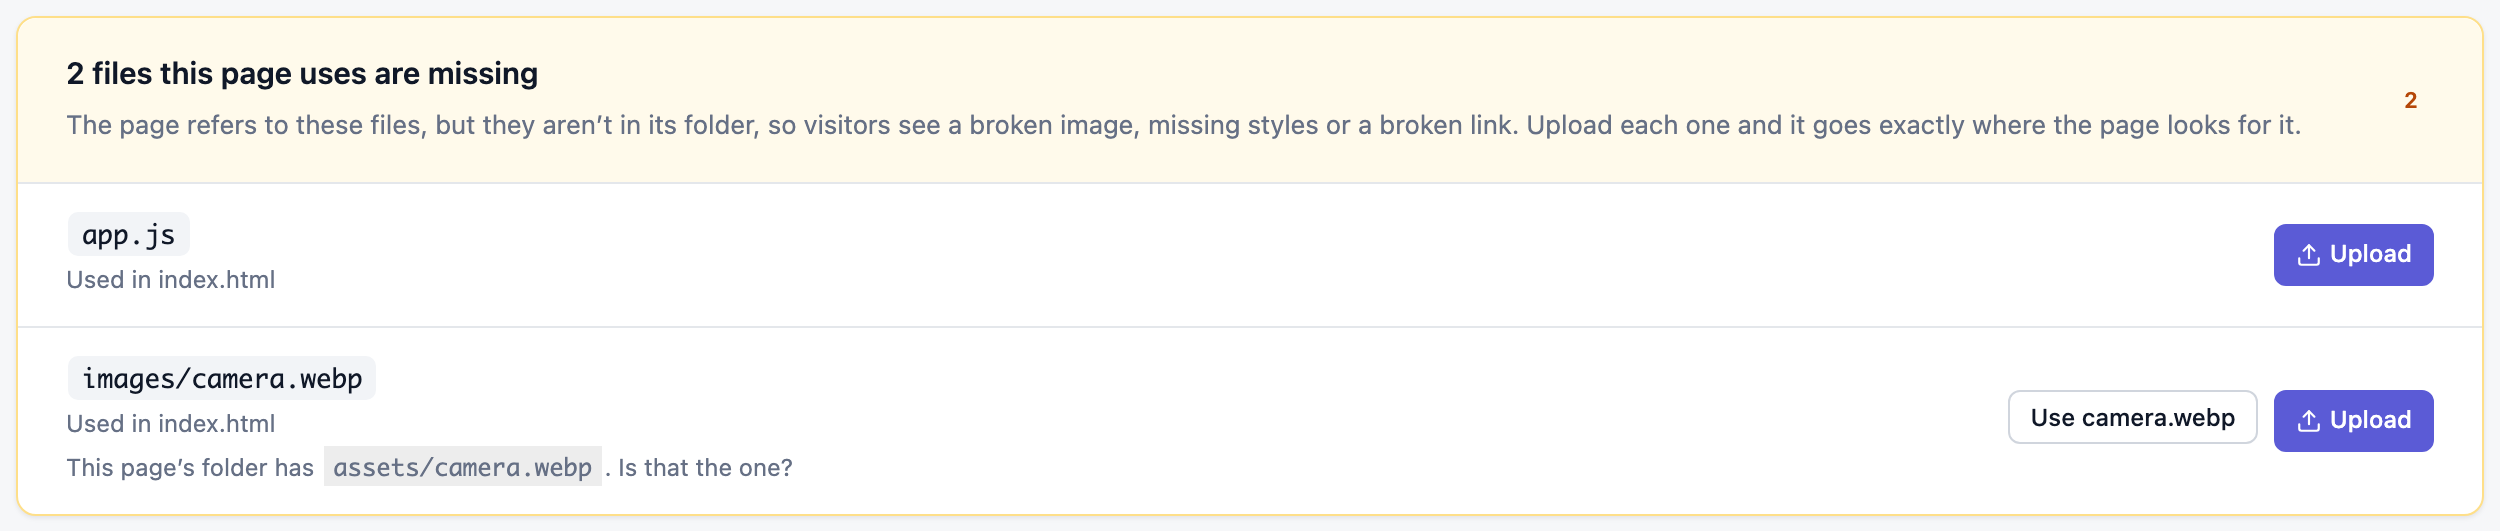 2 files this page uses are missing
The page refers to these files, but they aren’t in its folder, so visitors see a broken image, missing styles or a broken link. Upload each one and it goes exactly where the page looks for it.
2
app.js
Used in index.html
Upload
images/camera.webp
Used in index.html
This page’s folder has assets/camera.webp . Is that the one?
Use camera.webp
Upload